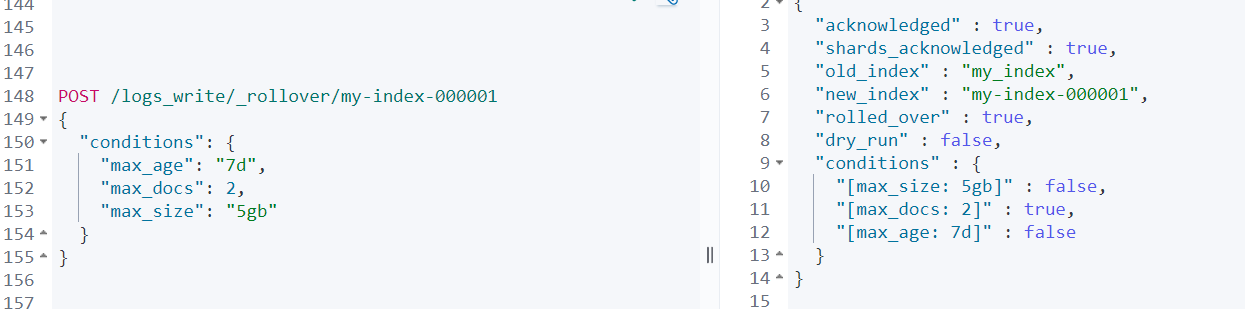 144
145
146
147
148 POST /logs_write/_rollover/my-index-000001
149 {
150 "conditions": {
151 "max_age": "7d",
152 "max_docs": 2,
153 "max_size": "5gb"
154 }
155 }
156
157
2 {
3 "acknowledged" : true,
4 "shards_acknowledged" : true,
5 "old_index" : "my_index",
6 "new_index" : "my-index-000001",
7 "rolled_over" : true,
8 "dry_run" : false,
9 "conditions" : {
10 "[max_size: 5gb]" : false,
11 "[max_docs: 2]" : true,
12 "[max_age: 7d]" : false
13 }
14 }
15